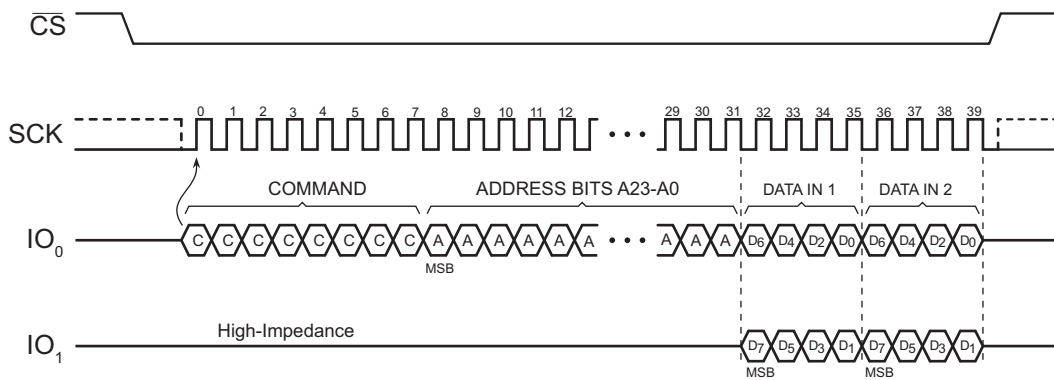 CS
0 1 2 3 4 5 6 7 8 9 10 11 12 29 30 31 32 33 34 35 36 37 38 39
SCK
COMMAND ADDRESS BITS A23-A0 DATA IN 1 DATA IN 2
IO0 C C C C C C C C A A A A A A A A A D6 D4 D2 D0 D6 D4 D2 D0
MSB
High-Impedance
IO1 D7 D5 D3 D1 D7 D5 D3 D1
MSB MSB